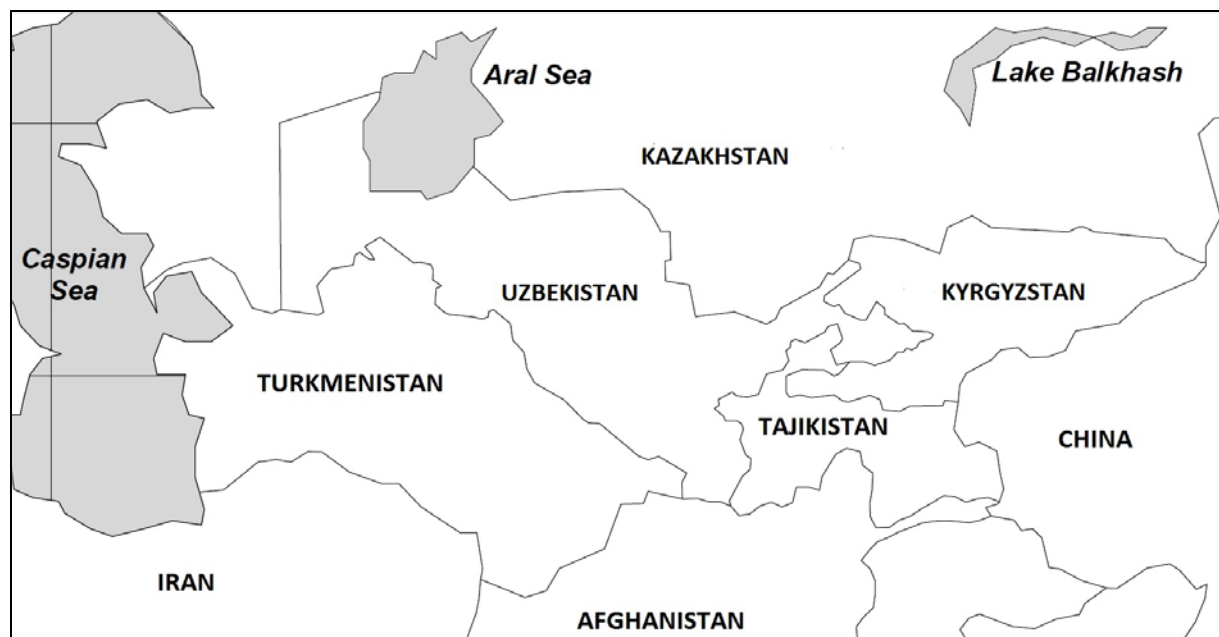 Aral Sea
Lake Balkhash
KAZAKHSTAN
Caspian
Sea
UZBEKISTAN
KYRGYZSTAN
TURKMENISTAN
TAJIKISTAN
CHINA
IRAN
AFGHANISTAN